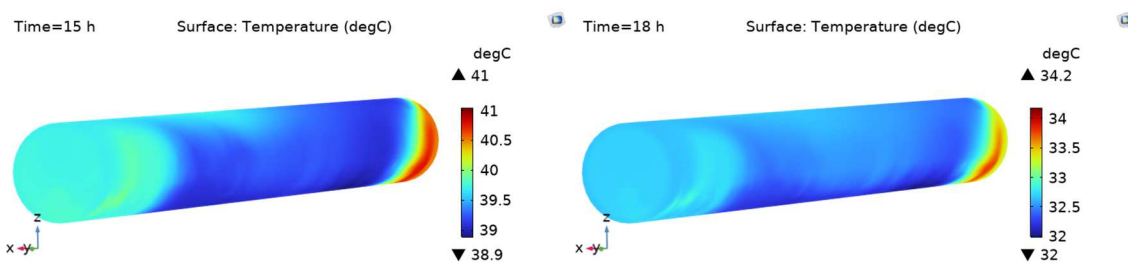 Time=15 h Surface: Temperature (degC)
degC
▲ 41
41
40.5
40
39.5
39
▼ 38.9
z
x y
Time=18 h Surface: Temperature (degC)
degC
▲ 34.2
34
33.5
33
32.5
32
▼ 32
z
x y